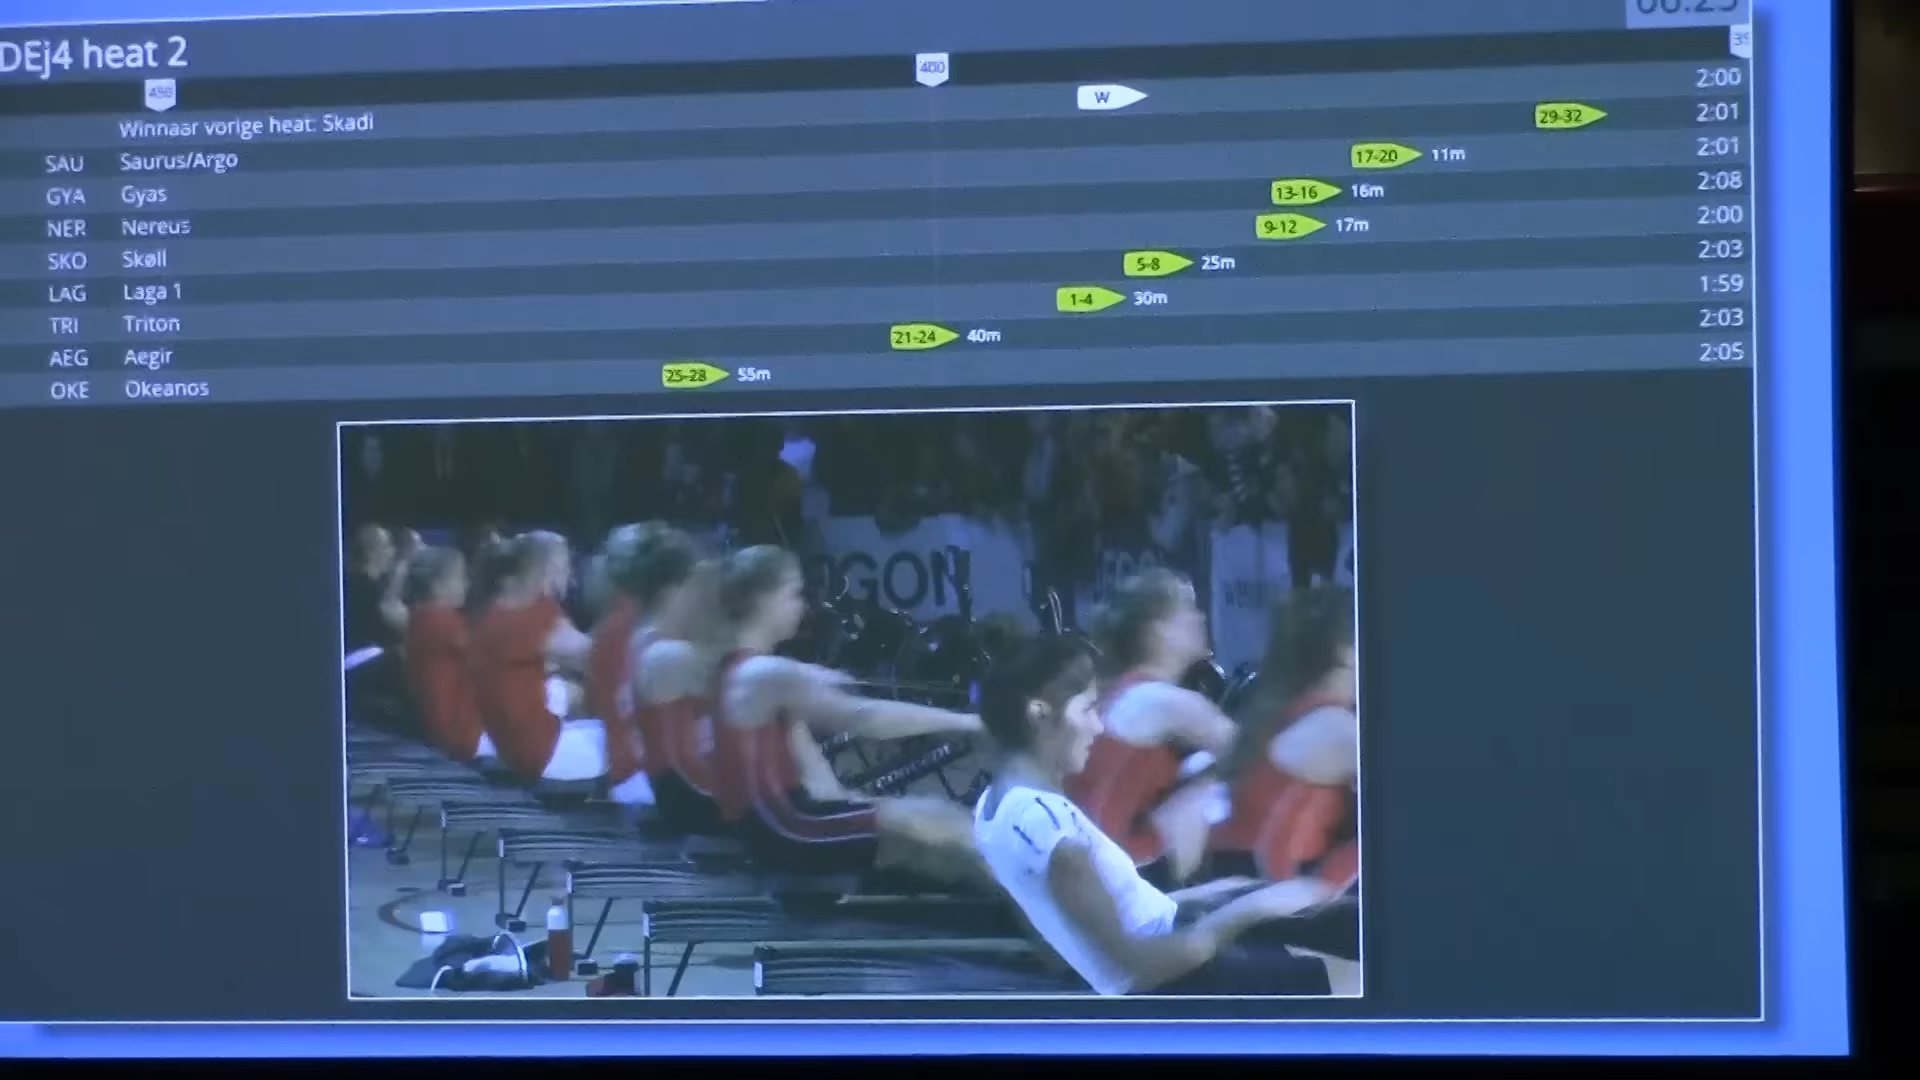 DEj4 heat 2
450 400 35
W 2:00
Winnaar vorige heat: Skadi 29-32 2:01
SAU Saurus/Argo 17-20 11m 2:01
GYA Gyas 13-16 16m 2:08
NER Nereus 9-12 17m 2:00
SKO Skøll 5-8 25m 2:03
LAG Laga 1 1-4 30m 1:59
TRI Triton 21-24 40m 2:03
AEG Aegir 25-28 55m 2:05
OKE Okeanos